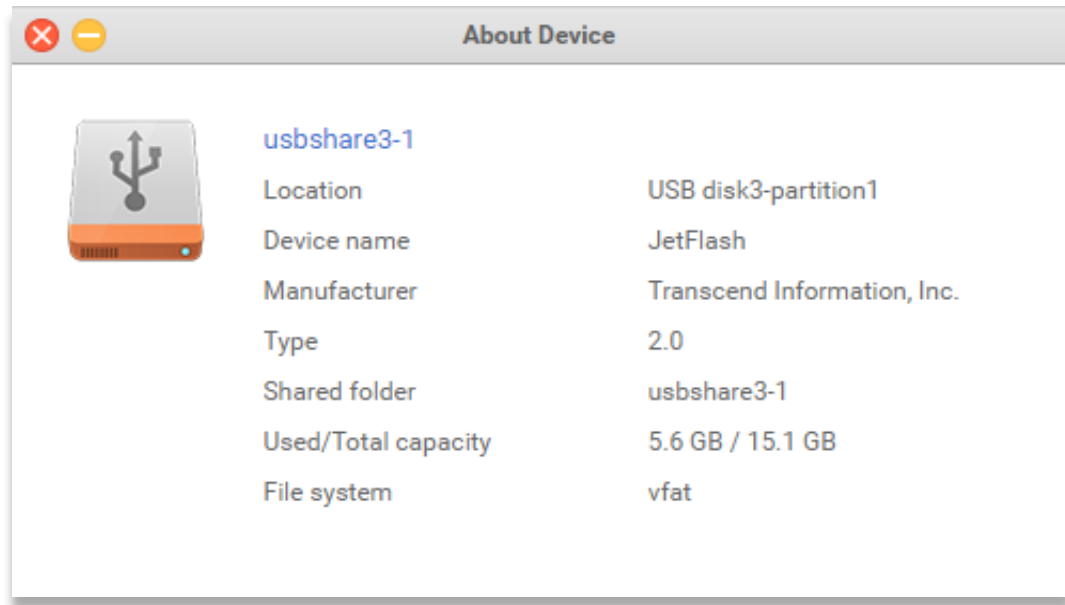 About Device
usbshare3-1
Location USB disk3-partition1
Device name JetFlash
Manufacturer Transcend Information, Inc.
Type 2.0
Shared folder usbshare3-1
Used/Total capacity 5.6 GB / 15.1 GB
File system vfat